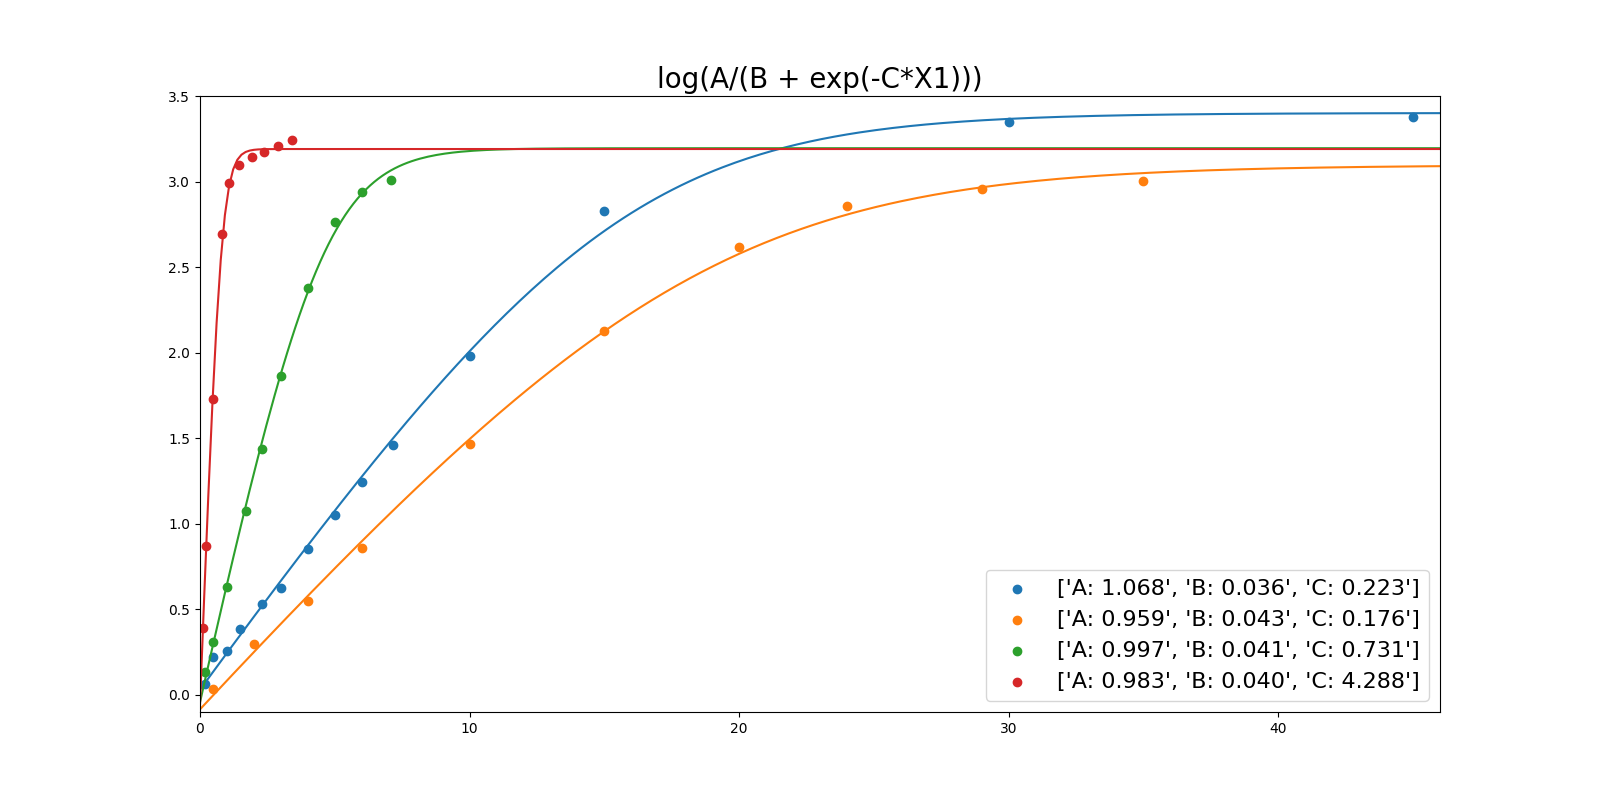 log(A/(B + exp(-C*X1)))
3.5
3.0
2.5
2.0
1.5
1.0
0.5
0.0
0
10
20
30
40
['A: 1.068', 'B: 0.036', 'C: 0.223']
['A: 0.959', 'B: 0.043', 'C: 0.176']
['A: 0.997', 'B: 0.041', 'C: 0.731']
['A: 0.983', 'B: 0.040', 'C: 4.288']